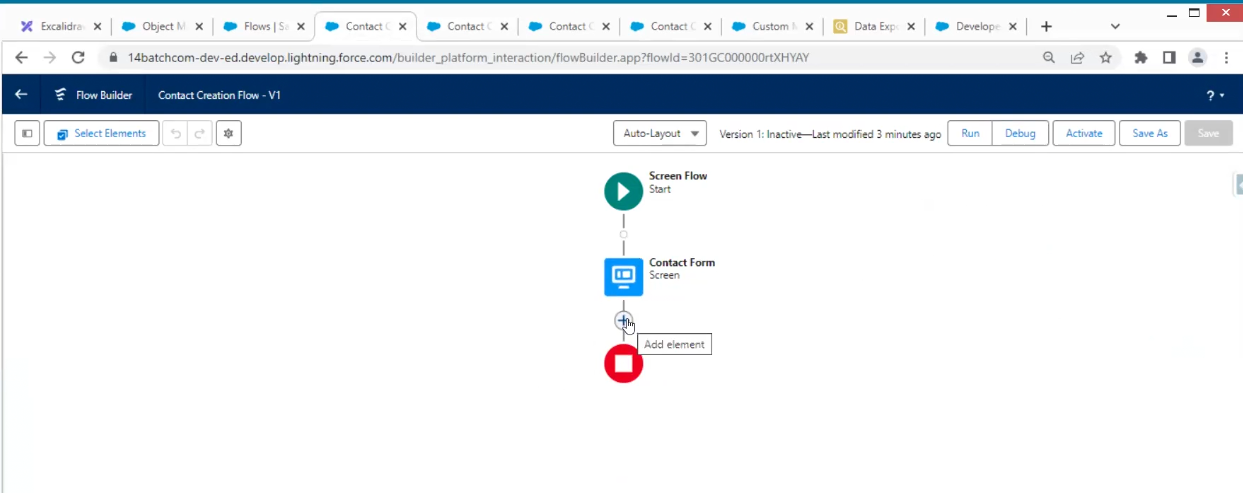 Excalidra
Object M
Flows | Sa
Contact C
Contact C
Contact C
Contact C
Custom M
Data Expo
Develope
14batchcom-dev-ed.develop.lightning.force.com/builder_platform_interaction/flowBuilder.app?flowId=301GC000000rtXHYAY
Flow Builder
Contact Creation Flow - V1
?
Select Elements
Auto-Layout
Version 1: Inactive—Last modified 3 minutes ago
Run
Debug
Activate
Save As
Save
Screen Flow
Start
Contact Form
Screen
Add element